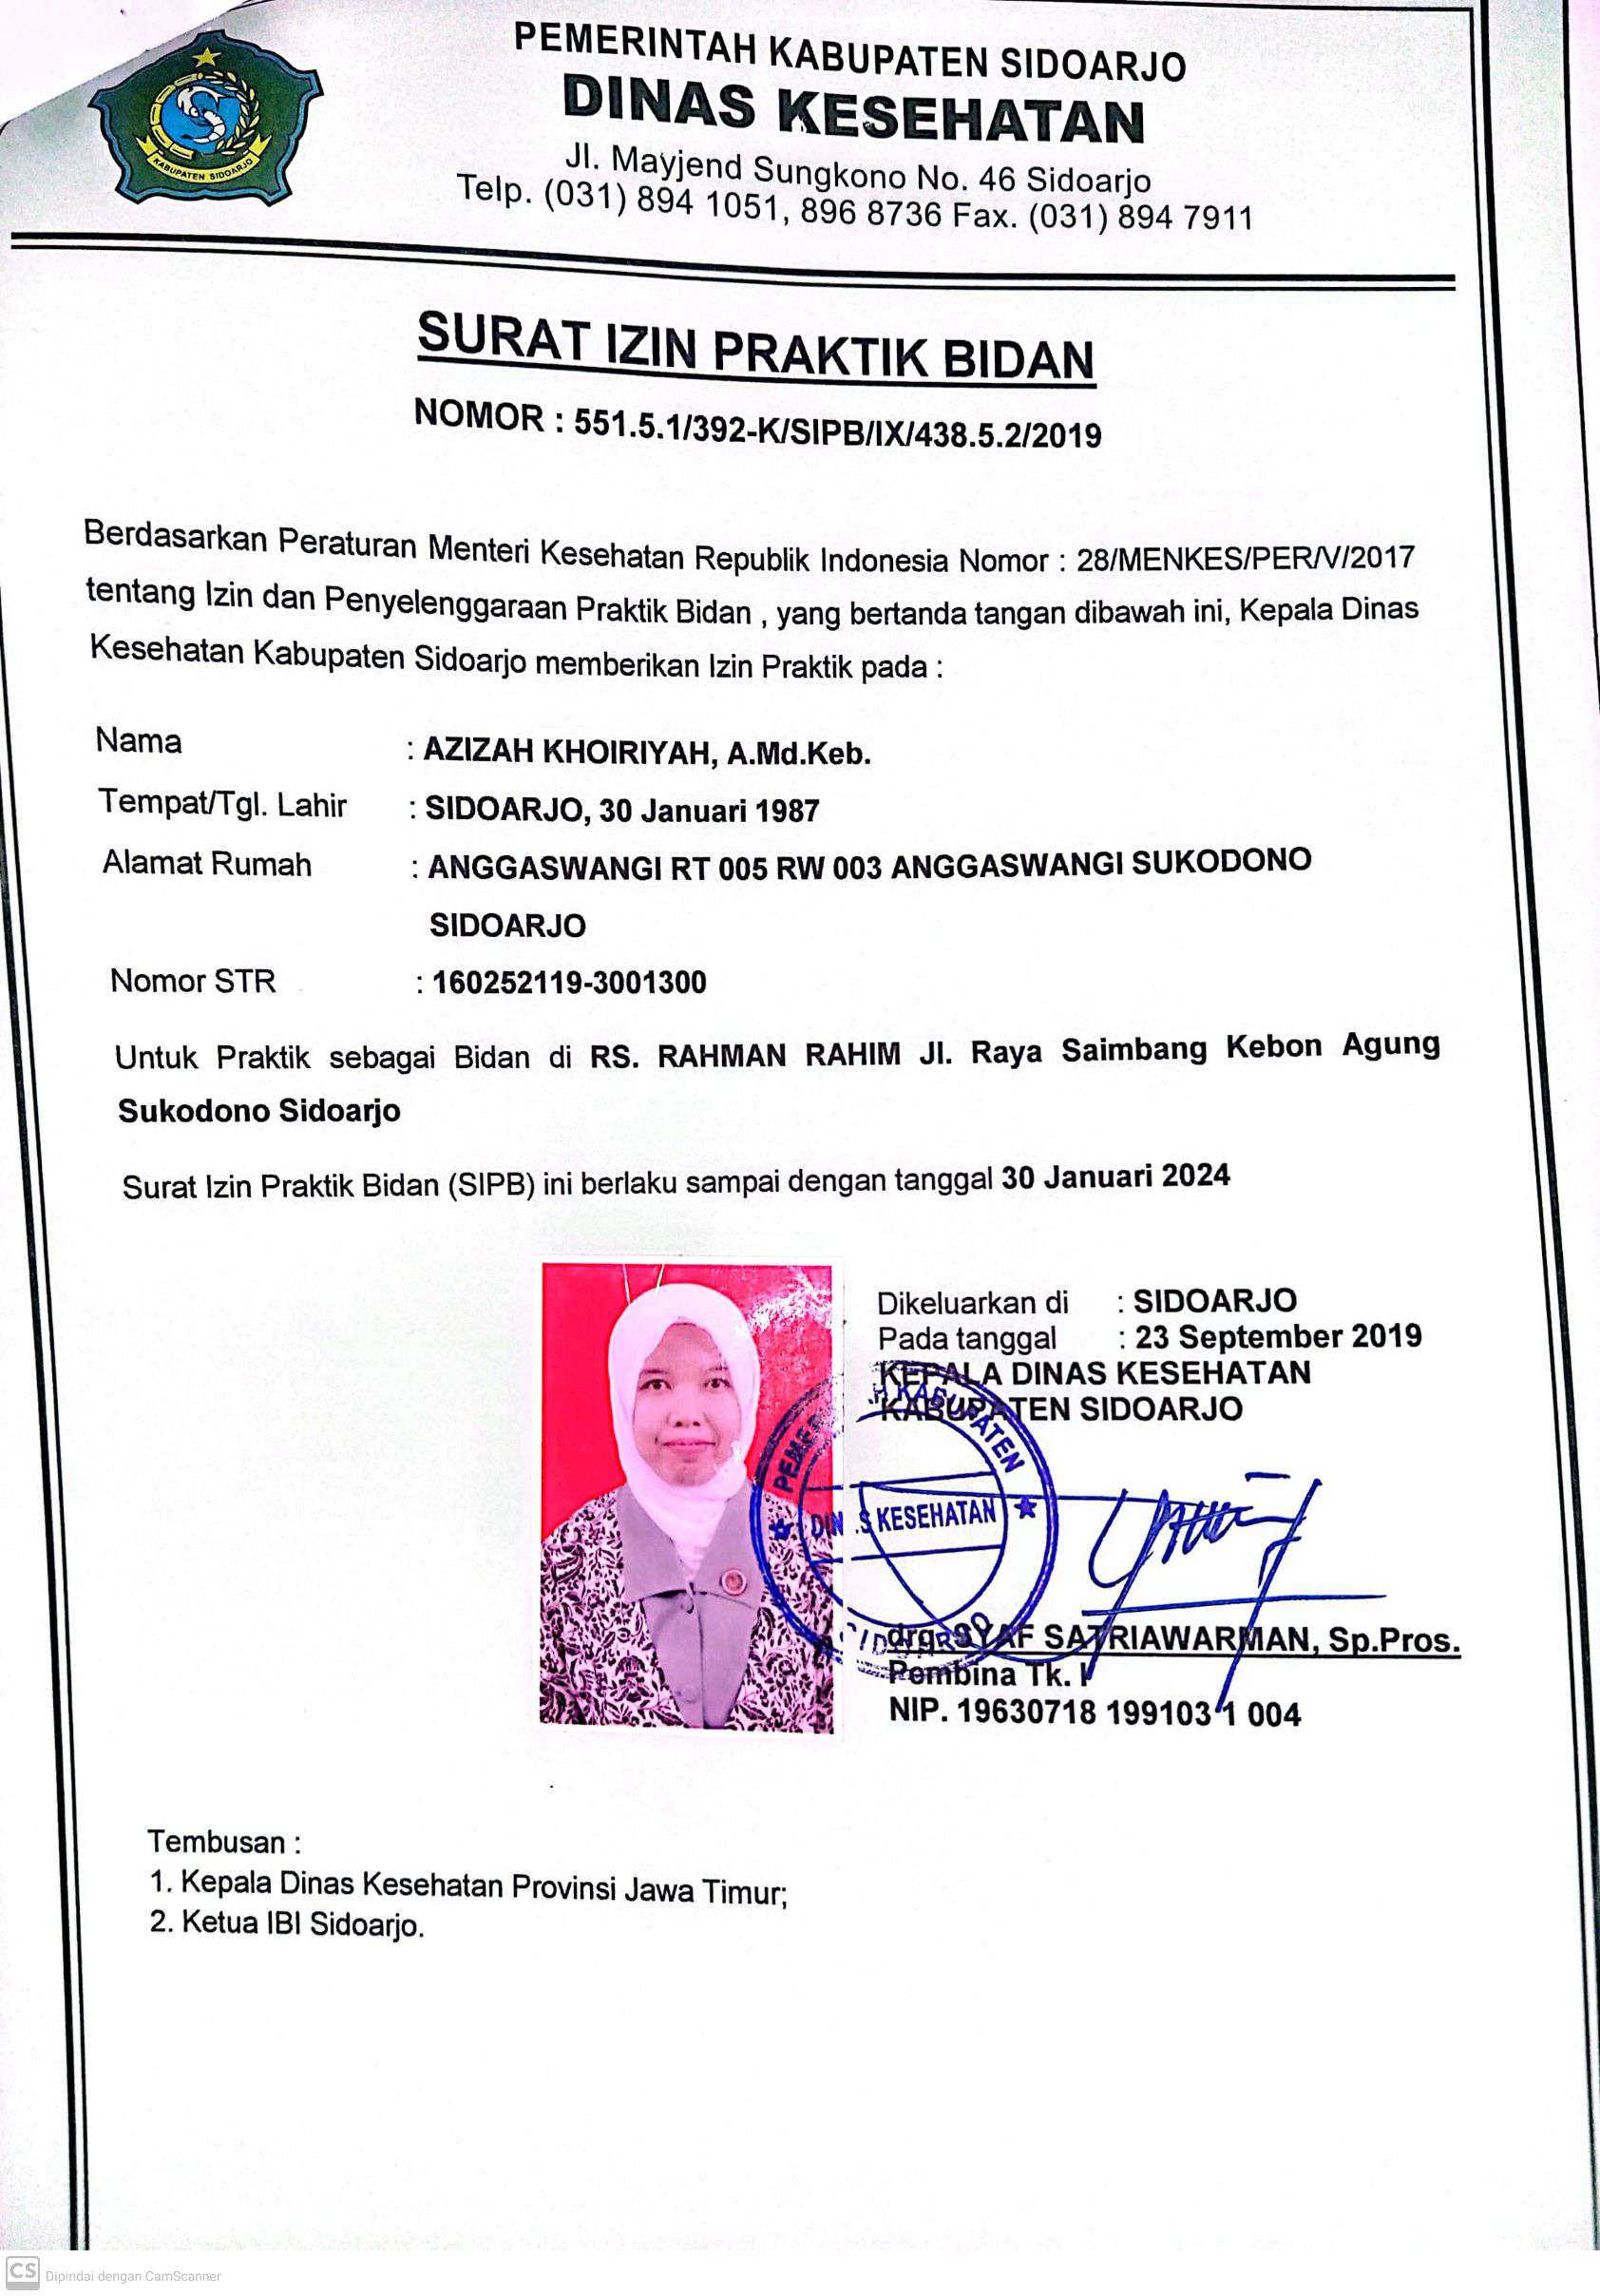 KABUPATEN SIDOARJO
PEMERINTAH KABUPATEN SIDOARJO
DINAS KESEHATAN
Jl. Mayjend Sungkono No. 46 Sidoarjo
Telp. (031) 894 1051, 896 8736 Fax. (031) 894 7911
SURAT IZIN PRAKTIK BIDAN
NOMOR : 551.5.1/392-K/SIPB/IX/438.5.2/2019
Berdasarkan Peraturan Menteri Kesehatan Republik Indonesia Nomor : 28/MENKES/PER/V/2017
tentang Izin dan Penyelenggaraan Praktik Bidan , yang bertanda tangan dibawah ini, Kepala Dinas
Kesehatan Kabupaten Sidoarjo memberikan Izin Praktik pada :
Nama : AZIZAH KHOIRIYAH, A.Md.Keb.
Tempat/Tgl. Lahir : SIDOARJO, 30 Januari 1987
Alamat Rumah : ANGGASWANGI RT 005 RW 003 ANGGASWANGI SUKODONO
SIDOARJO
Nomor STR : 160252119-3001300
Untuk Praktik sebagai Bidan di RS. RAHMAN RAHIM Jl. Raya Saimbang Kebon Agung
Sukodono Sidoarjo
Surat Izin Praktik Bidan (SIPB) ini berlaku sampai dengan tanggal 30 Januari 2024
Dikeluarkan di : SIDOARJO
Pada tanggal : 23 September 2019
KEPALA DINAS KESEHATAN
KABUPATEN SIDOARJO
KABUPATEN
KESEHATAN
SIDOARJO
drg. SYAF SATRIAWARMAN, Sp.Pros.
Pembina Tk. I
NIP. 19630718 199103 1 004
Tembusan :
1. Kepala Dinas Kesehatan Provinsi Jawa Timur;
2. Ketua IBI Sidoarjo.
CS Dipindai dengan CamScanner